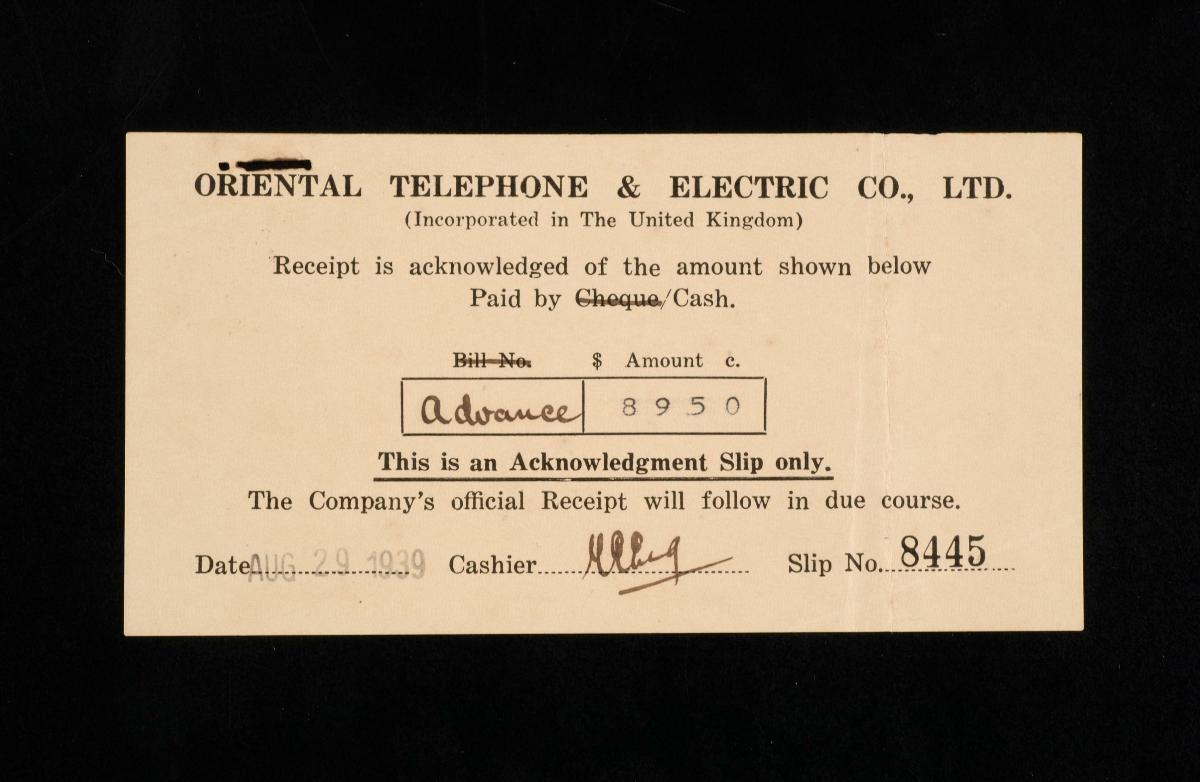 ORIENTAL TELEPHONE & ELECTRIC CO., LTD.
(Incorporated in The United Kingdom)
Receipt is acknowledged of the amount shown below
Paid by Cheque/Cash.
Bill No. $ Amount c.
Advance 8950
This is an Acknowledgment Slip only.
The Company's official Receipt will follow in due course.
Date AUG 29 1939 Cashier Slip No. 8445